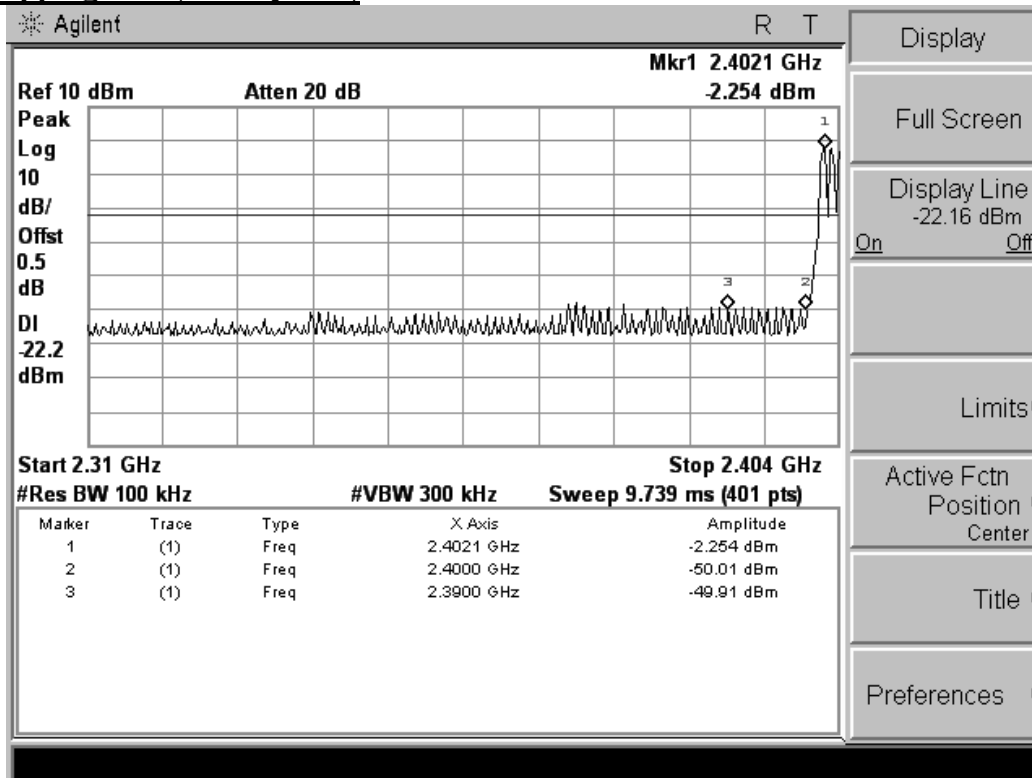 Agilent R T
Mkr1 2.4021 GHz
Ref 10 dBm Atten 20 dB -2.254 dBm
Peak
Log
10
dB/
Offst
0.5
dB
DI
-22.2
dBm
1
3
2
Start 2.31 GHz Stop 2.404 GHz
#Res BW 100 kHz #VBW 300 kHz Sweep 9.739 ms (401 pts)
Marker Trace Type X Axis Amplitude
1 (1) Freq 2.4021 GHz -2.254 dBm
2 (1) Freq 2.4000 GHz -50.01 dBm
3 (1) Freq 2.3900 GHz -49.91 dBm
Display
Full Screen
Display Line
-22.16 dBm
On Off
Limits
Active Fctn
Position
Center
Title
Preferences